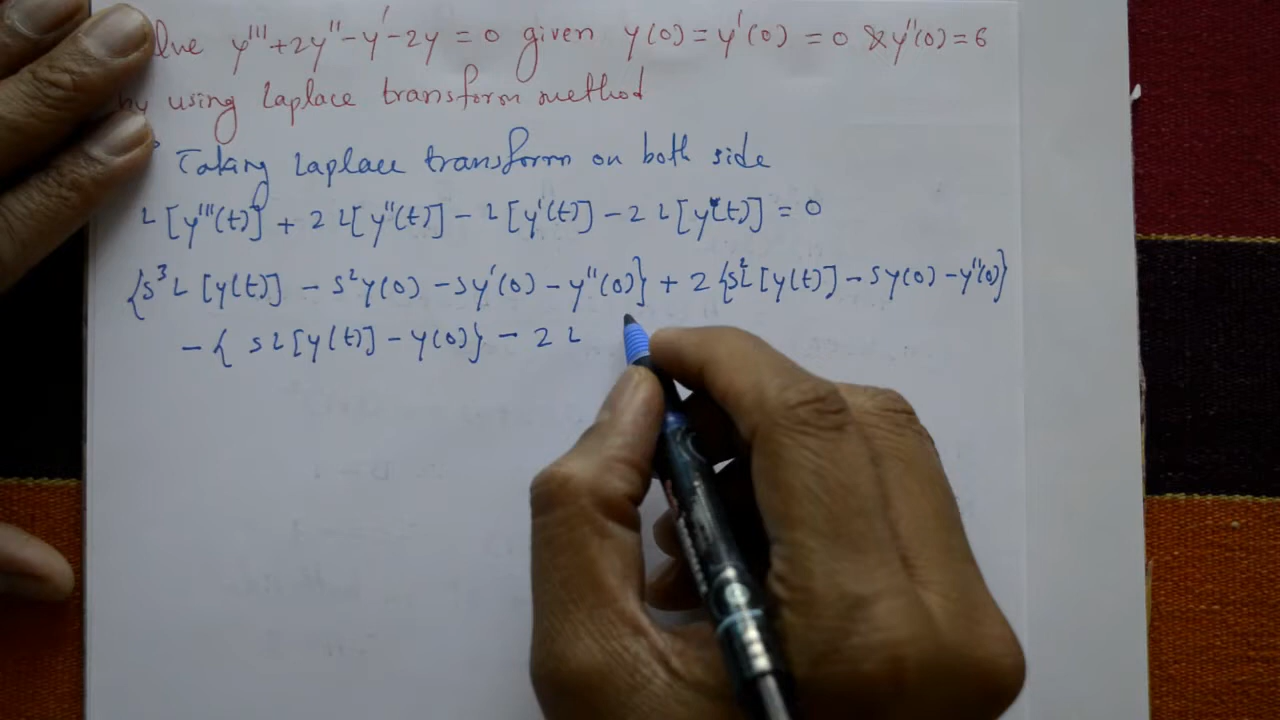 lve y''' + 2y'' - y' - 2y = 0 given y(0) = y'(0) = 0 & y''(0) = 6
by using Laplace transform method
Taking Laplace transform on both side
L[y'''(t)] + 2 L[y''(t)] - L[y'(t)] - 2 L[y(t)] = 0
{s³ L [y(t)] - s²y(0) - sy'(0) - y''(0)} + 2 {s²L[y(t)] - sy(0) - y''(0)}
- { s L[y(t)] - y(0)} - 2 L